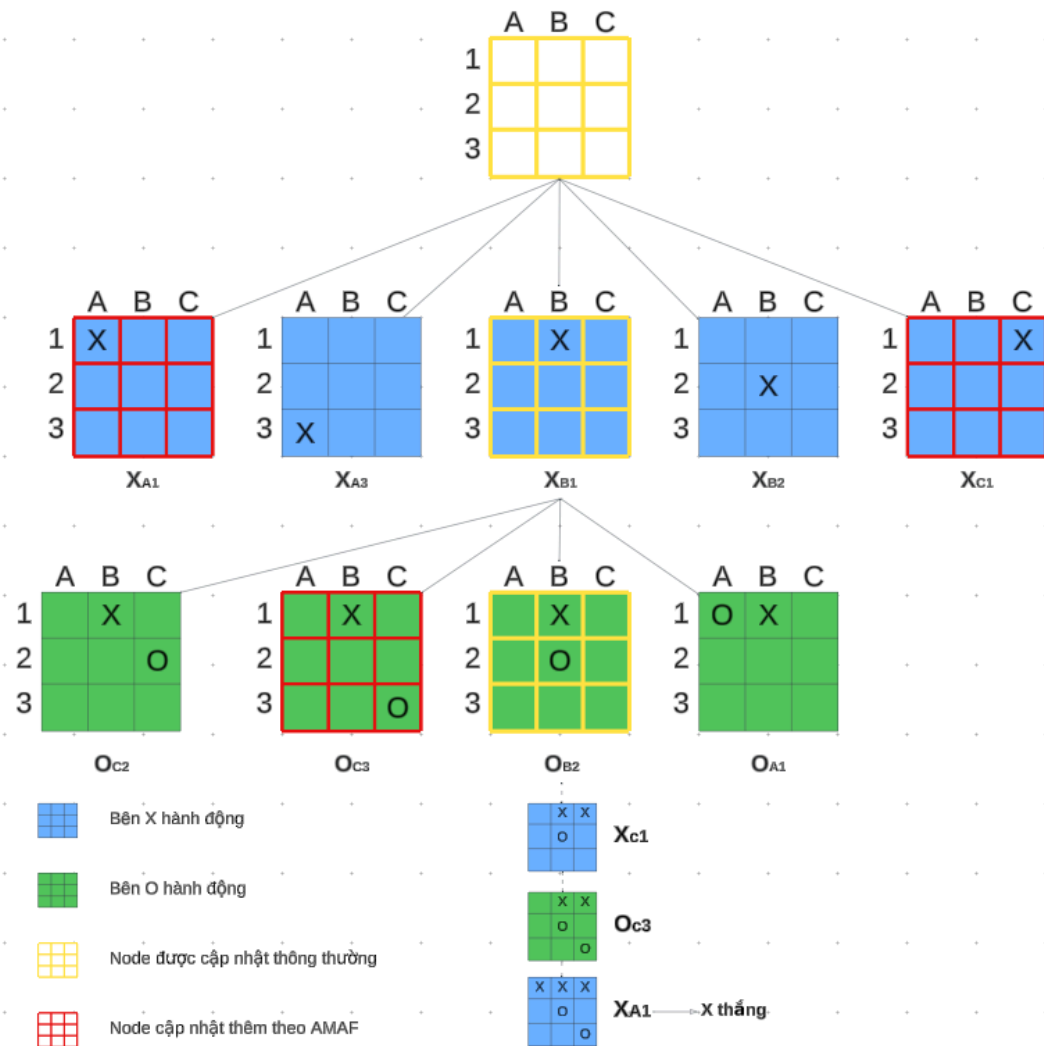 A B C
1
2
3
A B C A B C A B C A B C A B C
1 X 1 1 X 1 1 X
2 2 2 2 X 2
3 3 X 3 3 3
XA1 XA3 XB1 XB2 XC1
A B C A B C A B C A B C
1 X 1 X 1 X 1 O X
2 O 2 2 O 2
3 3 O 3 3
OC2 OC3 OB2 OA1
Bên X hành động
Bên O hành động
Node được cập nhật thông thường
Node cập nhật thêm theo AMAF
X X
O
Xc1
X X
O
O
Oc3
X X X
O
O
XA1 X thắng